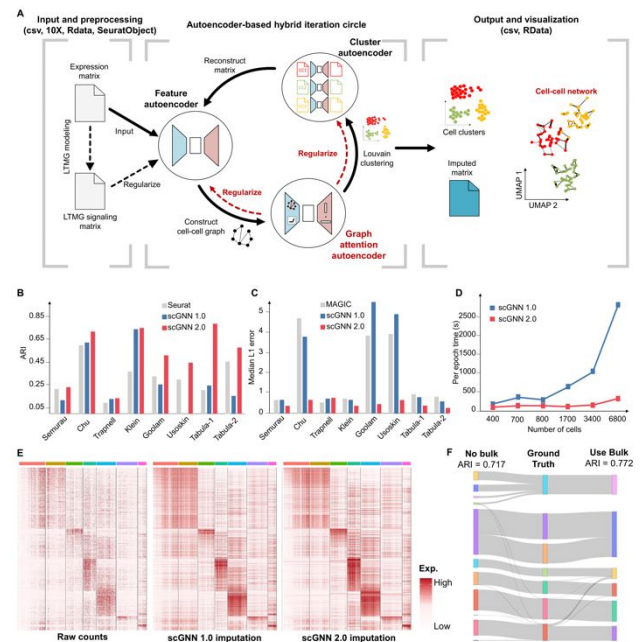 A
Input and preprocessing
(csv, 10X, Rdata, SeuratObject)
Autoencoder-based hybrid iteration circle
Output and visualization
(csv, RData)
Expression
matrix
LTMG modeling
LTMG signaling
matrix
Input
Regularize
Feature
autoencoder
Reconstruct
matrix
Cluster
autoencoder
Regularize
Regularize
Louvain
clustering
Construct
cell-cell graph
Graph
attention
autoencoder
Cell clusters
Imputed
matrix
Cell-cell network
UMAP 1
UMAP 2
B
Seurat
scGNN 1.0
scGNN 2.0
ARI
0.85
0.65
0.45
0.25
0.05
Semurau
Chu
Trapnell
Klein
Goolam
Usoskin
Tabula-1
Tabula-2
C
MAGIC
scGNN 1.0
scGNN 2.0
Median L1 error
5
4
3
2
1
0
Semurau
Chu
Trapnell
Klein
Goolam
Usoskin
Tabula-1
Tabula-2
D
scGNN 1.0
scGNN 2.0
Per epoch time (s)
2800
2400
2000
1600
1200
800
400
0
400
700
800
1700
3400
6800
Number of cells
E
Raw counts
scGNN 1.0 imputation
scGNN 2.0 imputation
Exp.
High
Low
F
No bulk
ARI = 0.717
Ground
Truth
Use Bulk
ARI = 0.772